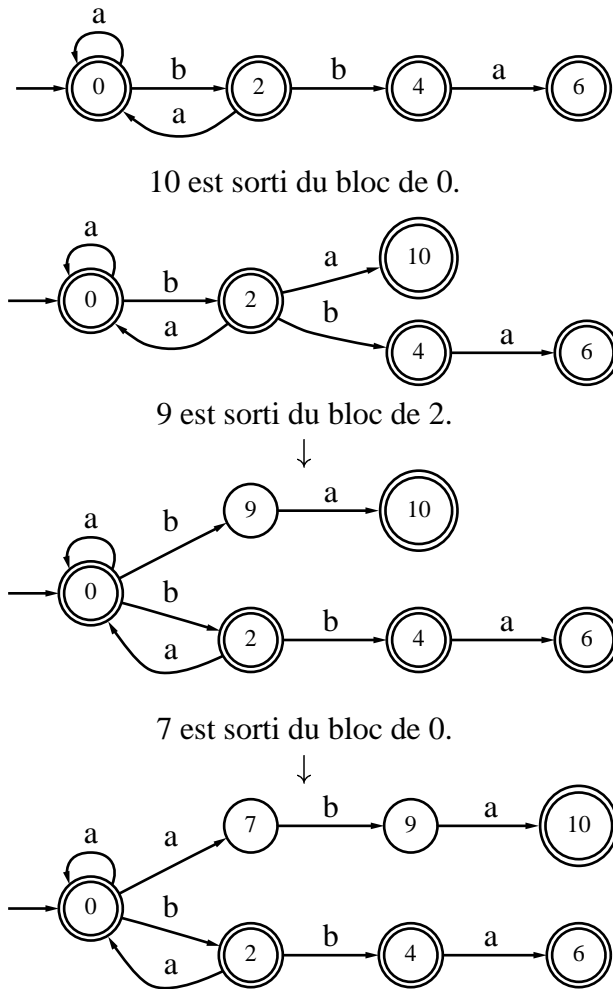 a
0 b 2 b 4 a 6
a
10 est sorti du bloc de 0.
a
a 10
0 b 2
a b
4 a 6
9 est sorti du bloc de 2.
↓
a b 9 a 10
0 b
a 2 b 4 a 6
7 est sorti du bloc de 0.
↓
a a 7 b 9 a 10
0 b
a 2 b 4 a 6